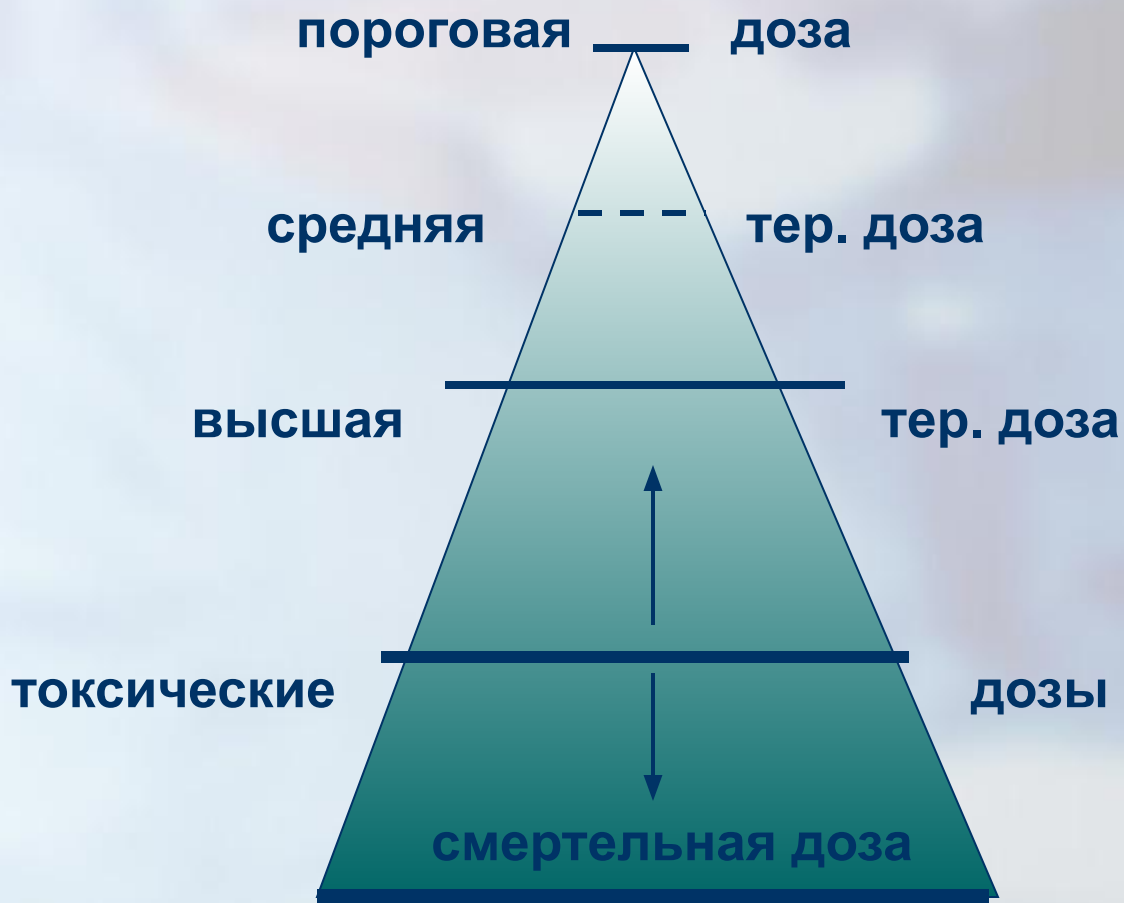 пороговая доза
средняя тер. доза
высшая тер. доза
токсические дозы
смертельная доза